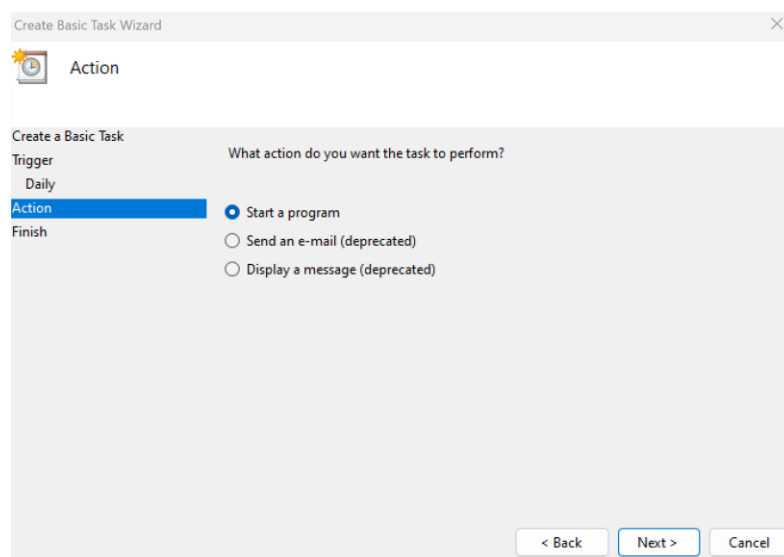 Create Basic Task Wizard
Action
Create a Basic Task
Trigger
Daily
Action
Finish
What action do you want the task to perform?
Start a program
Send an e-mail (deprecated)
Display a message (deprecated)
< Back
Next >
Cancel